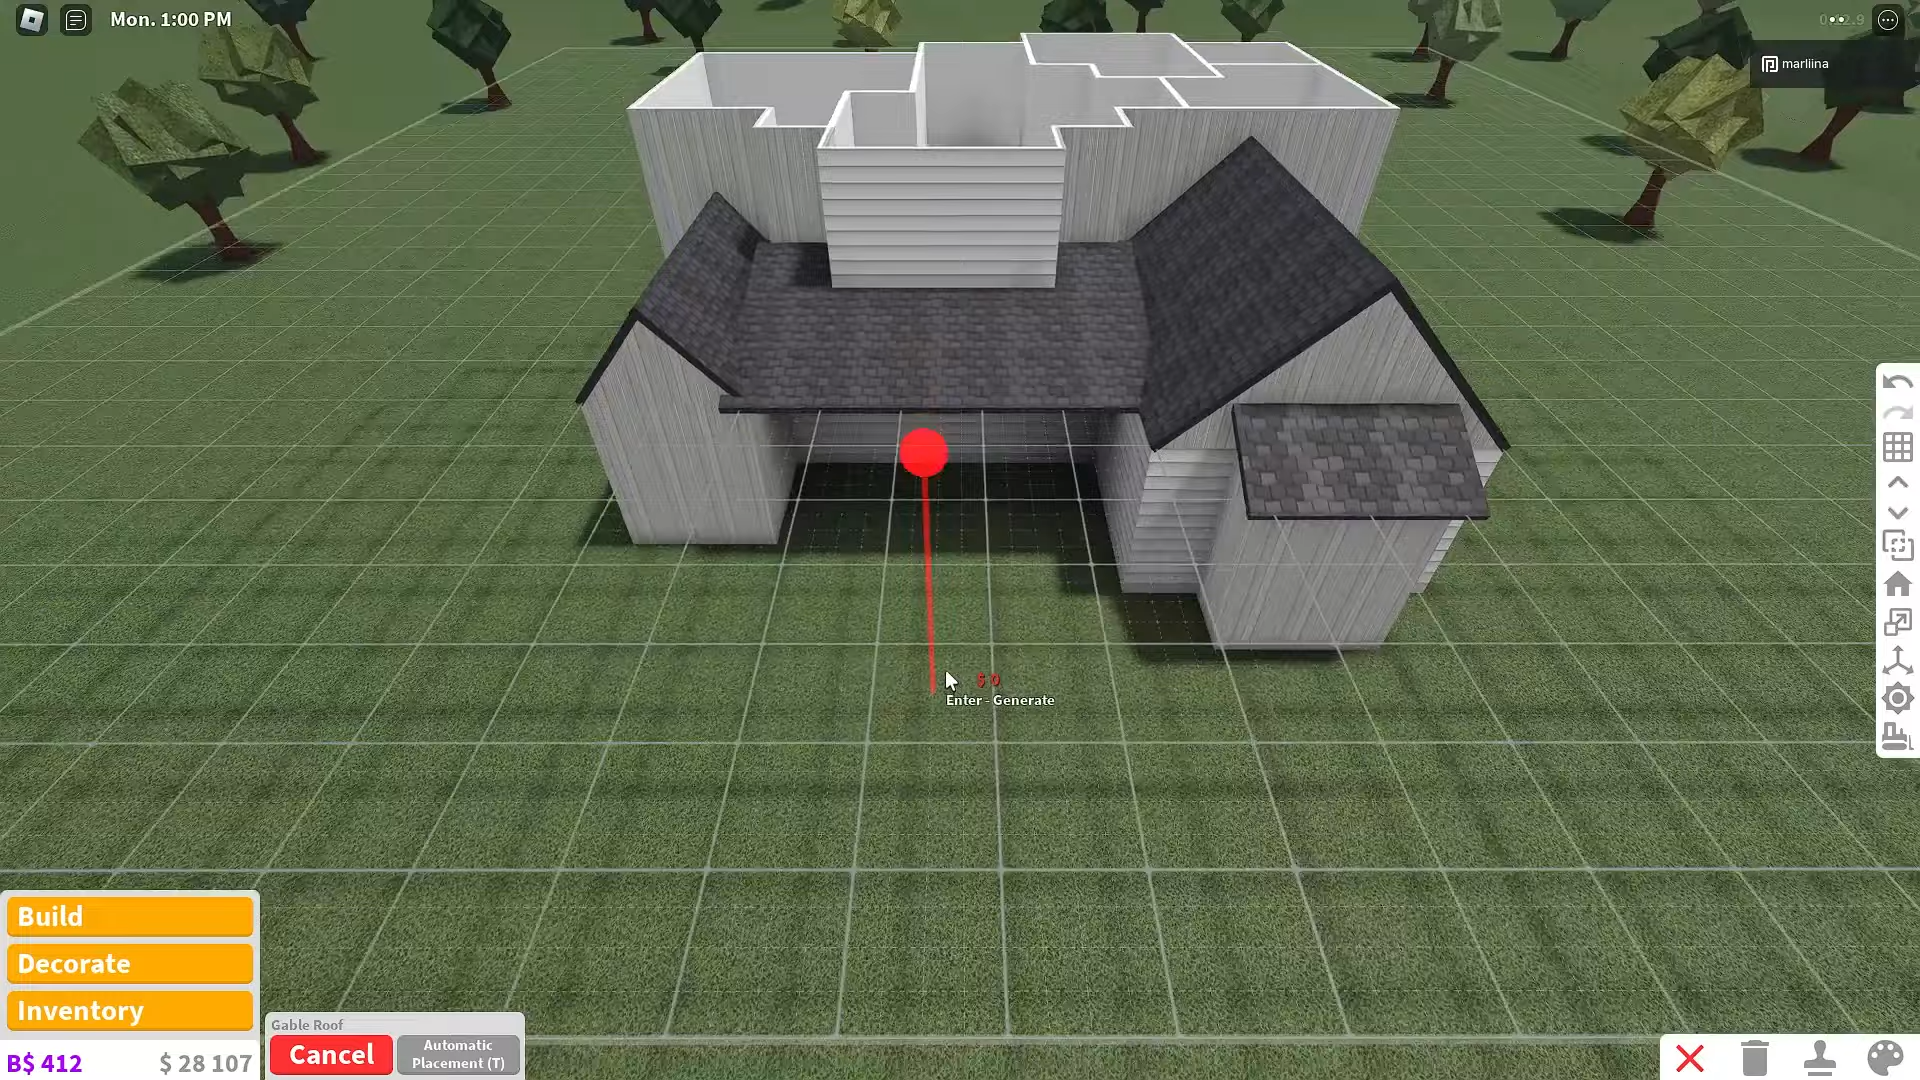 Mon. 1:00 PM
marliina
$ 0
Enter - Generate
Build
Decorate
Inventory
B$ 412
$ 28 107
Gable Roof
Cancel
Automatic
Placement (T)